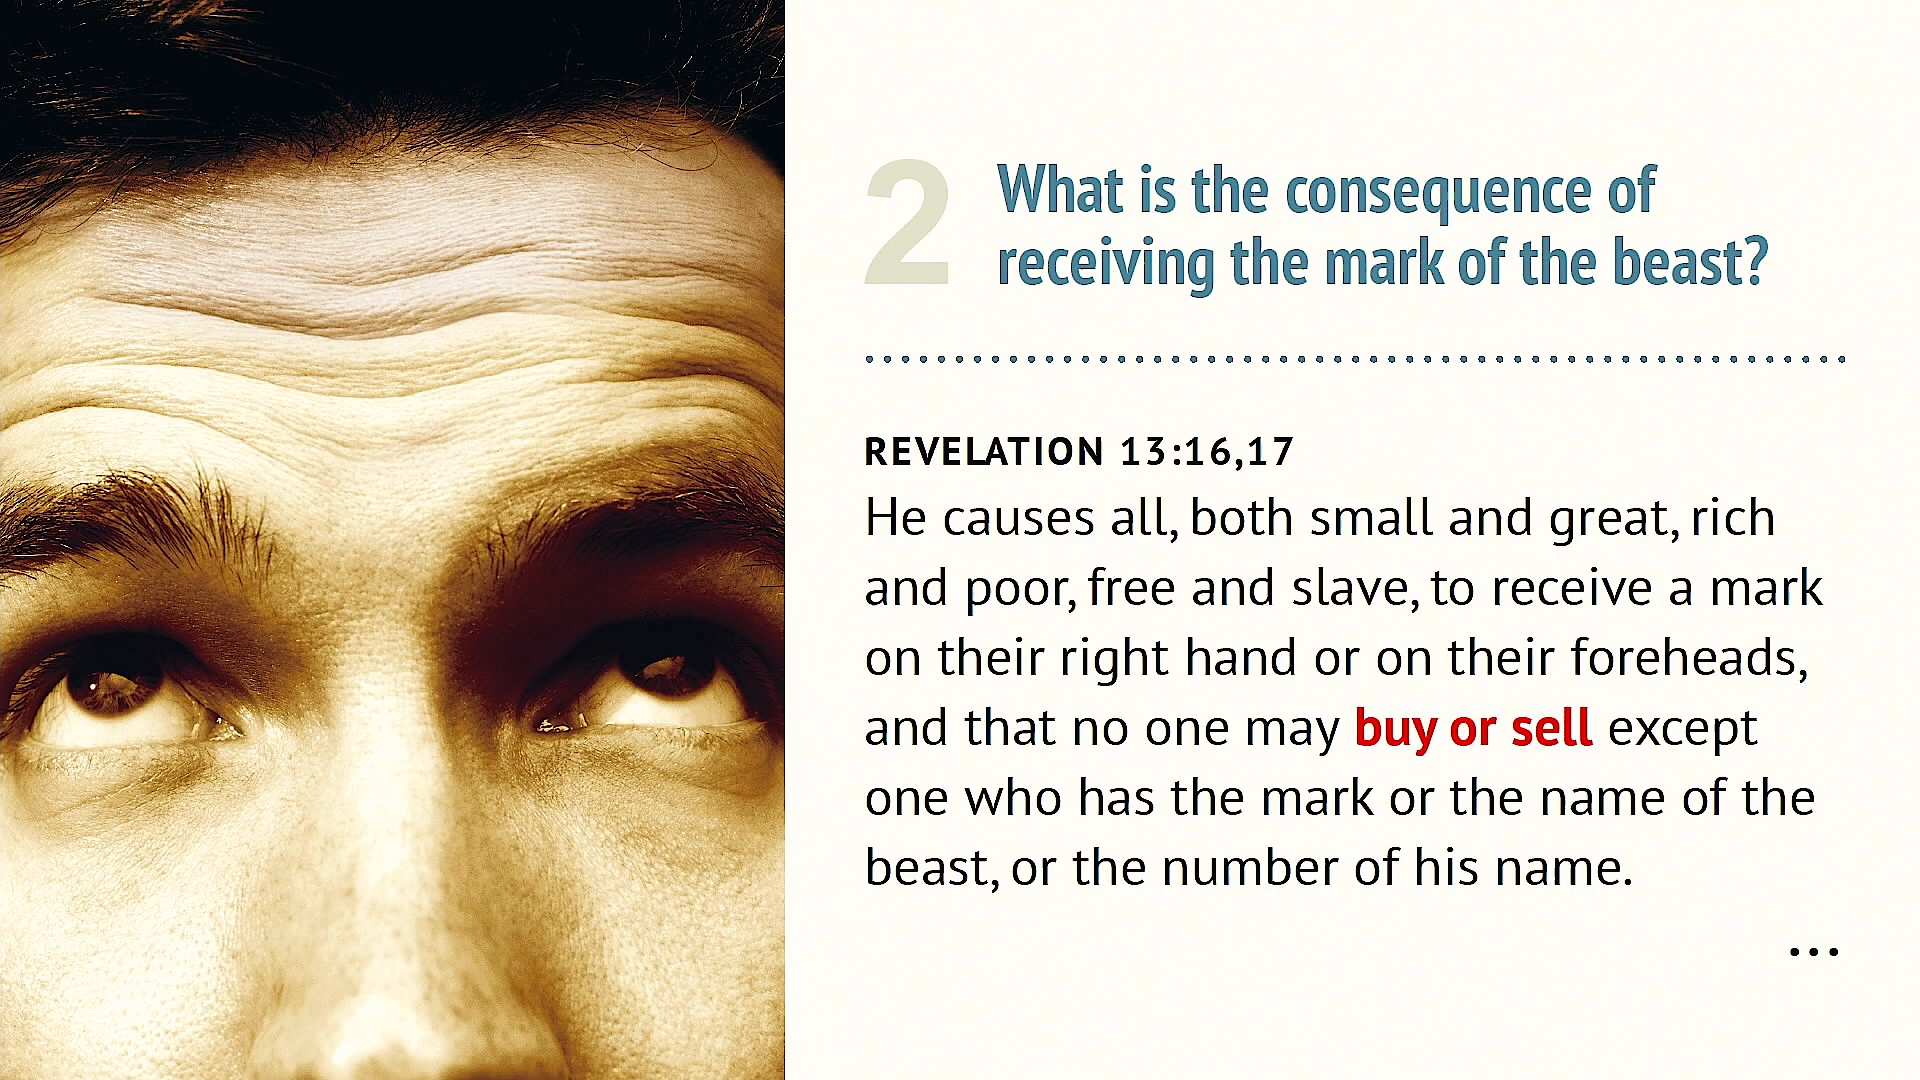 2 What is the consequence of
receiving the mark of the beast?
REVELATION 13:16,17
He causes all, both small and great, rich
and poor, free and slave, to receive a mark
on their right hand or on their foreheads,
and that no one may buy or sell except
one who has the mark or the name of the
beast, or the number of his name.
...